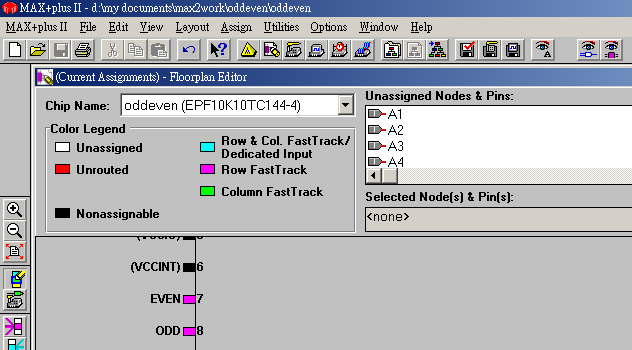 MAX+plus II - d:\my documents\max2work\oddeven\oddeven
MAX+plus II File Edit View Layout Assign Utilities Options Window Help
(Current Assignments) - Floorplan Editor
Chip Name: oddeven (EPF10K10TC144-4)
Unassigned Nodes & Pins:
A1
A2
A3
A4
Color Legend
Unassigned
Unrouted
Nonassignable
Row & Col. FastTrack/
Dedicated Input
Row FastTrack
Column FastTrack
Selected Node(s) & Pin(s):
<none>
(VCCINT) 6
EVEN 7
ODD 8